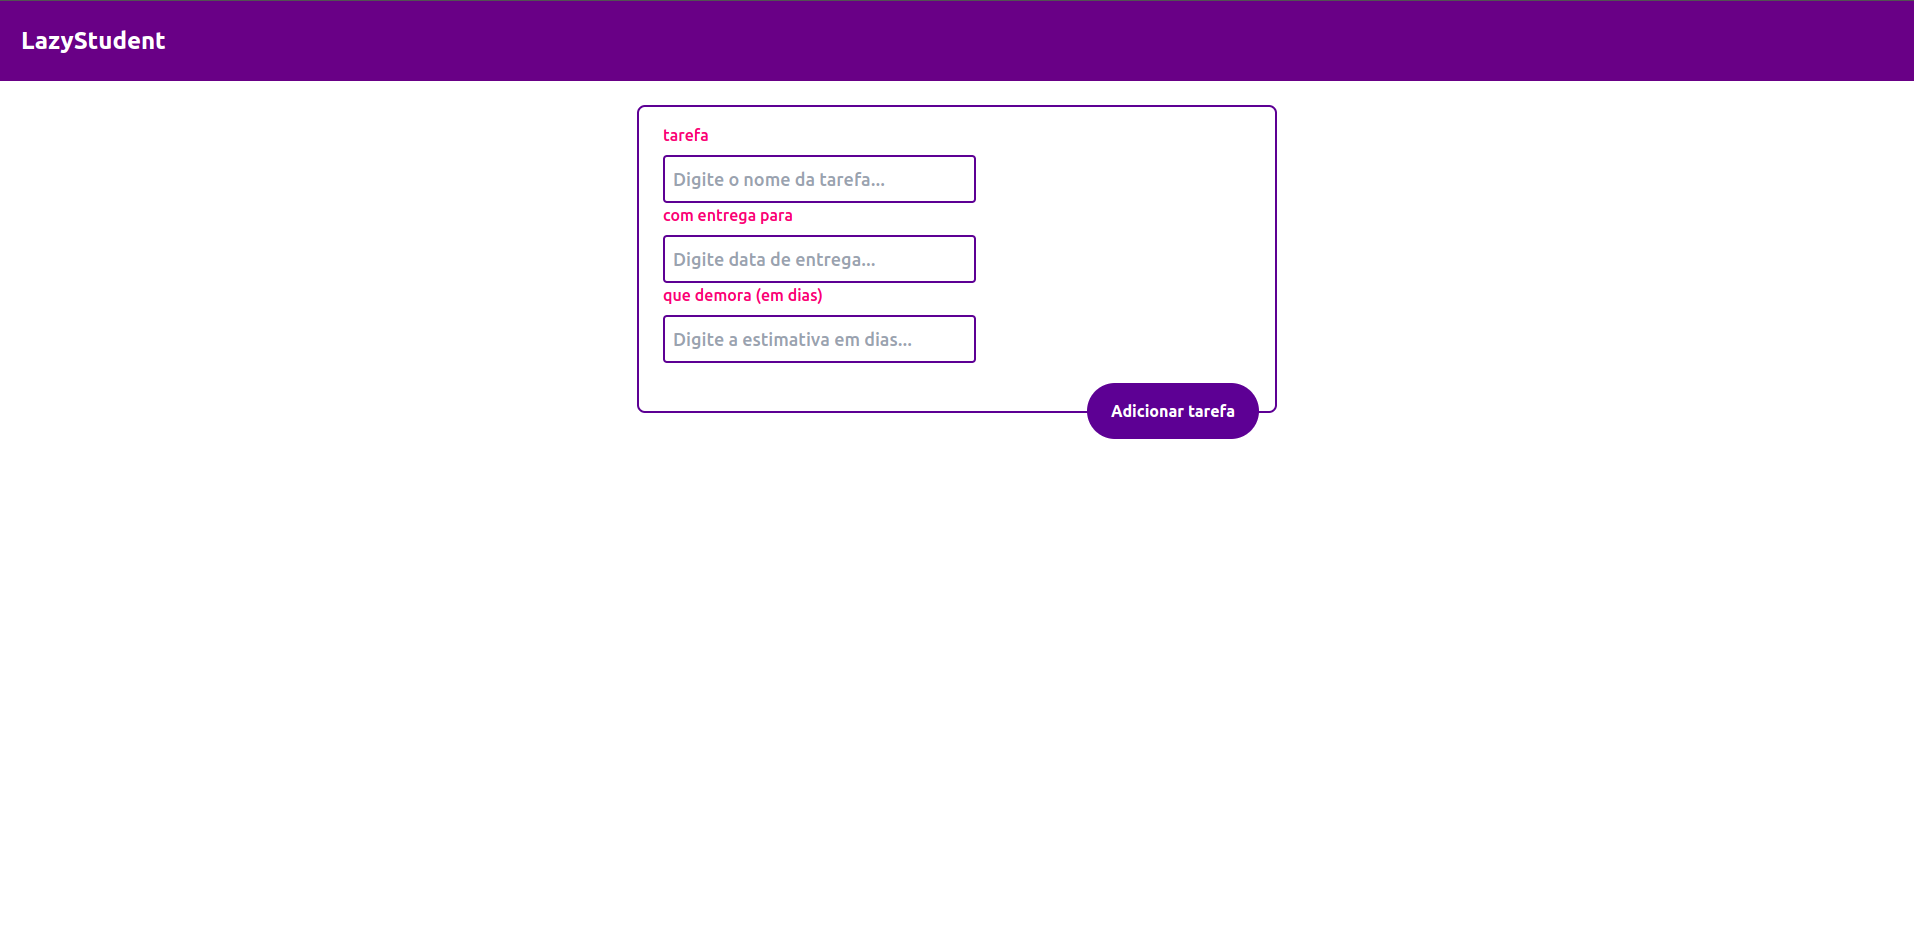 LazyStudent
tarefa
Digite o nome da tarefa...
com entrega para
Digite data de entrega...
que demora (em dias)
Digite a estimativa em dias...
Adicionar tarefa